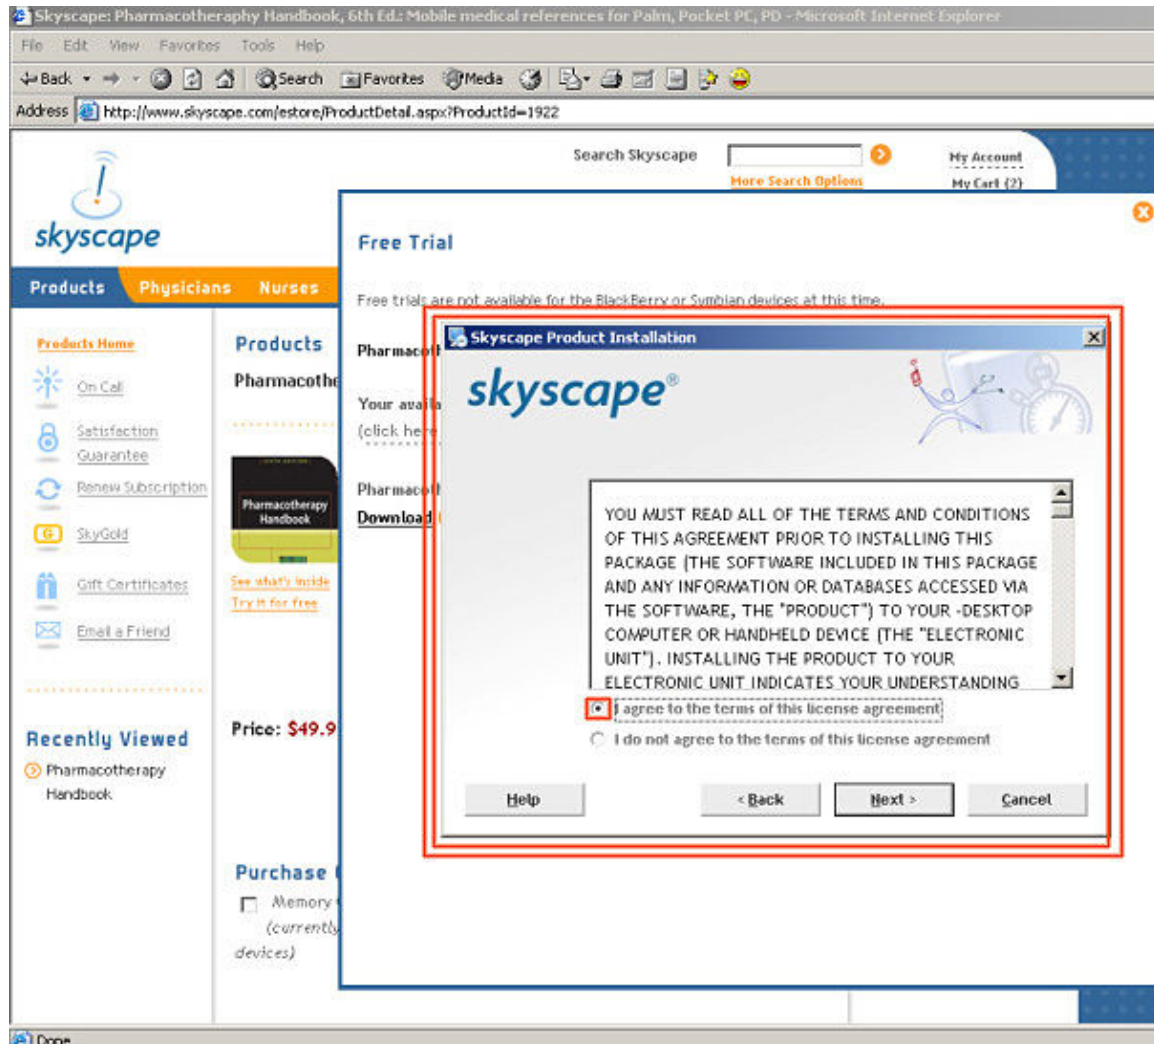 Skyscape: Pharmacotheraphy Handbook, 6th Ed.: Mobile medical references for Palm, Pocket PC, PD - Microsoft Internet Explorer
File Edit View Favorites Tools Help
Back Search Favorites Media
Address http://www.skyscape.com/estore/ProductDetail.aspx?ProductId=1922
Search Skyscape
My Account
More Search Options
My Cart (2)
skyscape
Products Physicians Nurses
Products Home
On Call
Satisfaction
Guarantee
Renew Subscription
G SkyGold
Gift Certificates
Email a Friend
Recently Viewed
Pharmacotherapy
Handbook
Products
Pharmacothe
Pharmacotherapy
Handbook
See what's inside
Try it for free
Price: $49.9
Purchase
Memory
(currently
devices)
Free Trial
Free trials are not available for the BlackBerry or Symbian devices at this time.
Pharmacot
Your availa
(click here
Pharmacot
Download
Skyscape Product Installation
skyscape®
YOU MUST READ ALL OF THE TERMS AND CONDITIONS
OF THIS AGREEMENT PRIOR TO INSTALLING THIS
PACKAGE (THE SOFTWARE INCLUDED IN THIS PACKAGE
AND ANY INFORMATION OR DATABASES ACCESSED VIA
THE SOFTWARE, THE "PRODUCT") TO YOUR -DESKTOP
COMPUTER OR HANDHELD DEVICE (THE "ELECTRONIC
UNIT"). INSTALLING THE PRODUCT TO YOUR
ELECTRONIC UNIT INDICATES YOUR UNDERSTANDING
I agree to the terms of this license agreement
I do not agree to the terms of this license agreement
Help < Back Next > Cancel
Done